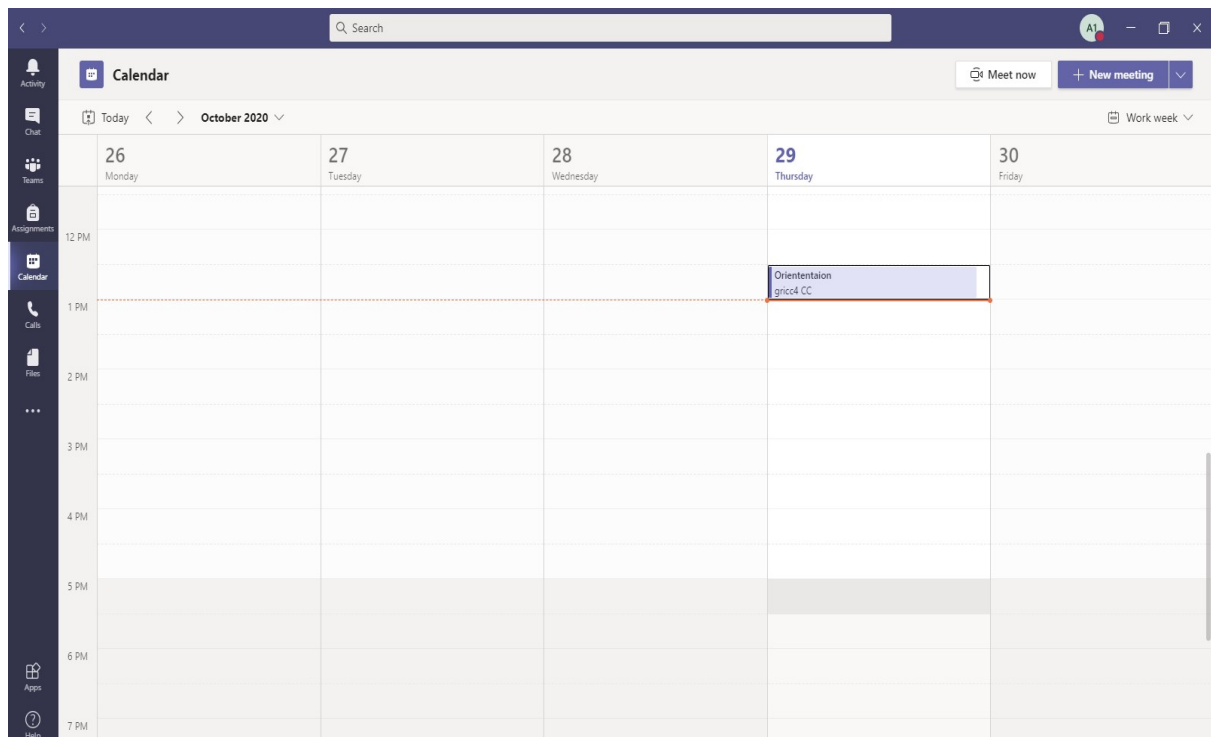 Search
A1
Activity
Calendar
Meet now
New meeting
Chat
Today
October 2020
Work week
Teams
26
Monday
27
Tuesday
28
Wednesday
29
Thursday
30
Friday
Assignments
12 PM
Calendar
Orientetaion
gricc4 CC
Calls
1 PM
Files
2 PM
3 PM
4 PM
5 PM
6 PM
Apps
7 PM
Help